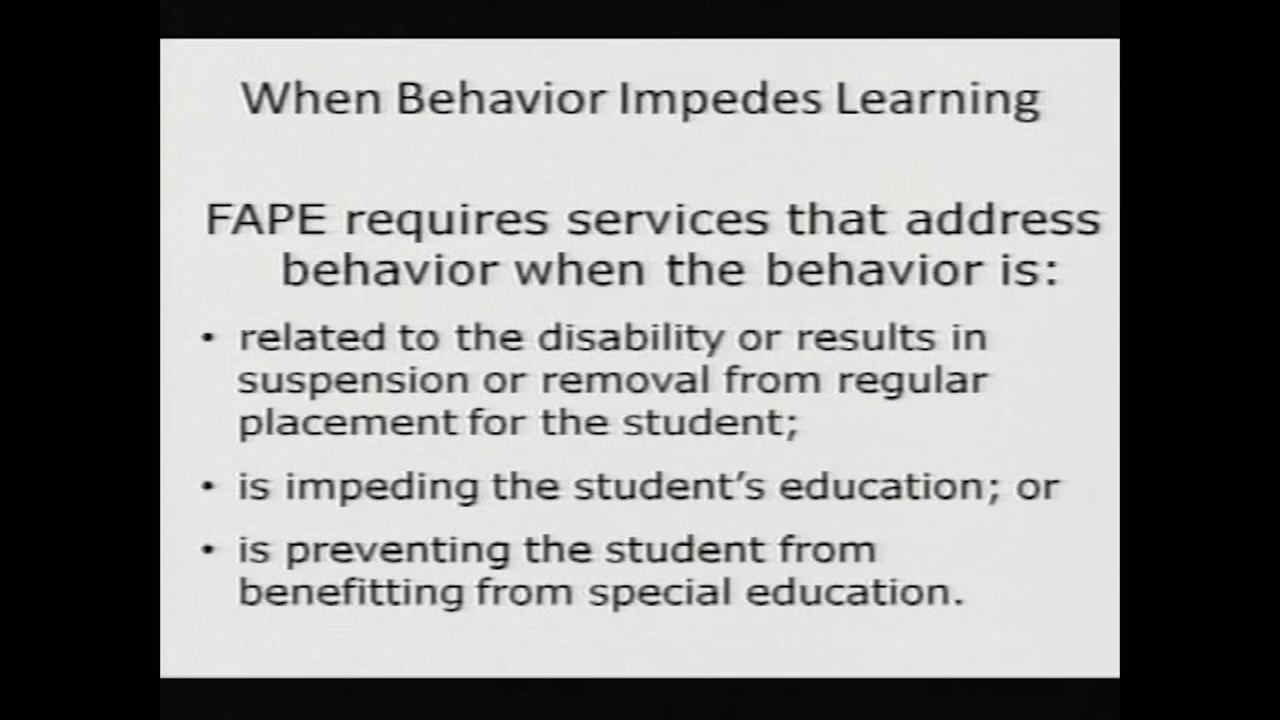 When Behavior Impedes Learning
FAPE requires services that address
behavior when the behavior is:
• related to the disability or results in
suspension or removal from regular
placement for the student;
• is impeding the student’s education; or
• is preventing the student from
benefitting from special education.